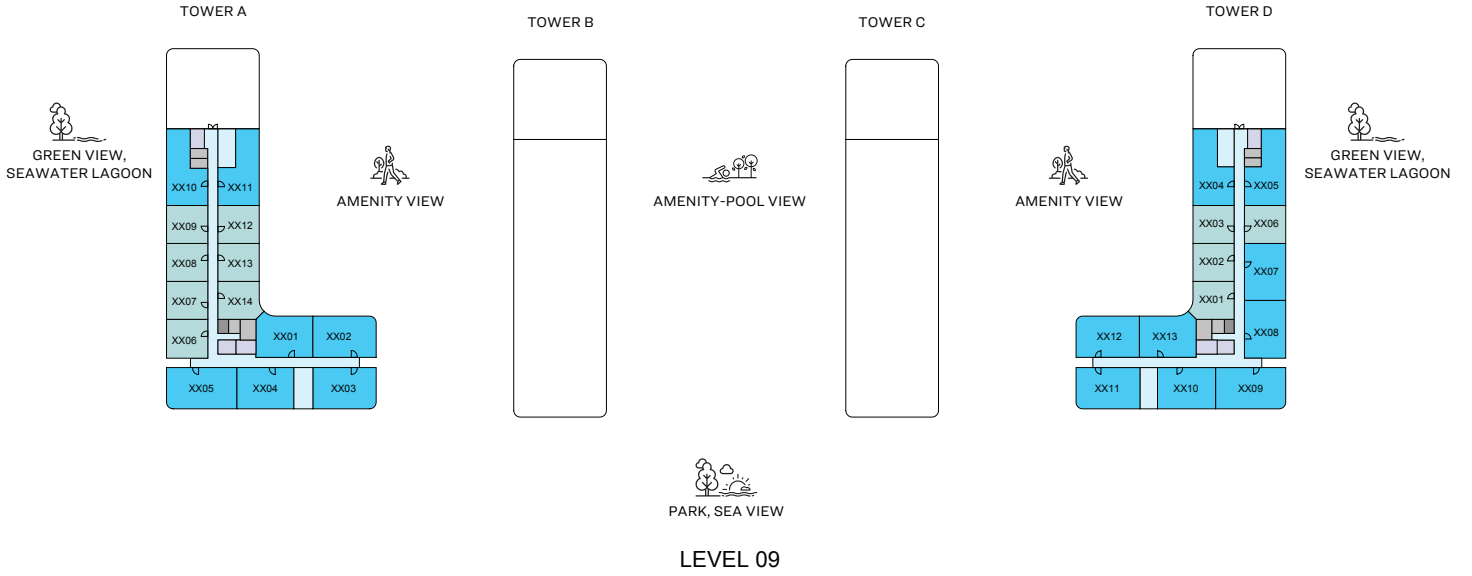 TOWER A
TOWER B
TOWER C
TOWER D
GREEN VIEW,
SEAWATER LAGOON
AMENITY VIEW
AMENITY-POOL VIEW
AMENITY VIEW
GREEN VIEW,
SEAWATER LAGOON
XX10
XX11
XX09
XX12
XX08
XX13
XX07
XX14
XX06
XX01
XX02
XX05
XX04
XX03
XX04
XX05
XX03
XX06
XX02
XX07
XX01
XX08
XX12
XX13
XX11
XX10
XX09
PARK, SEA VIEW
LEVEL 09